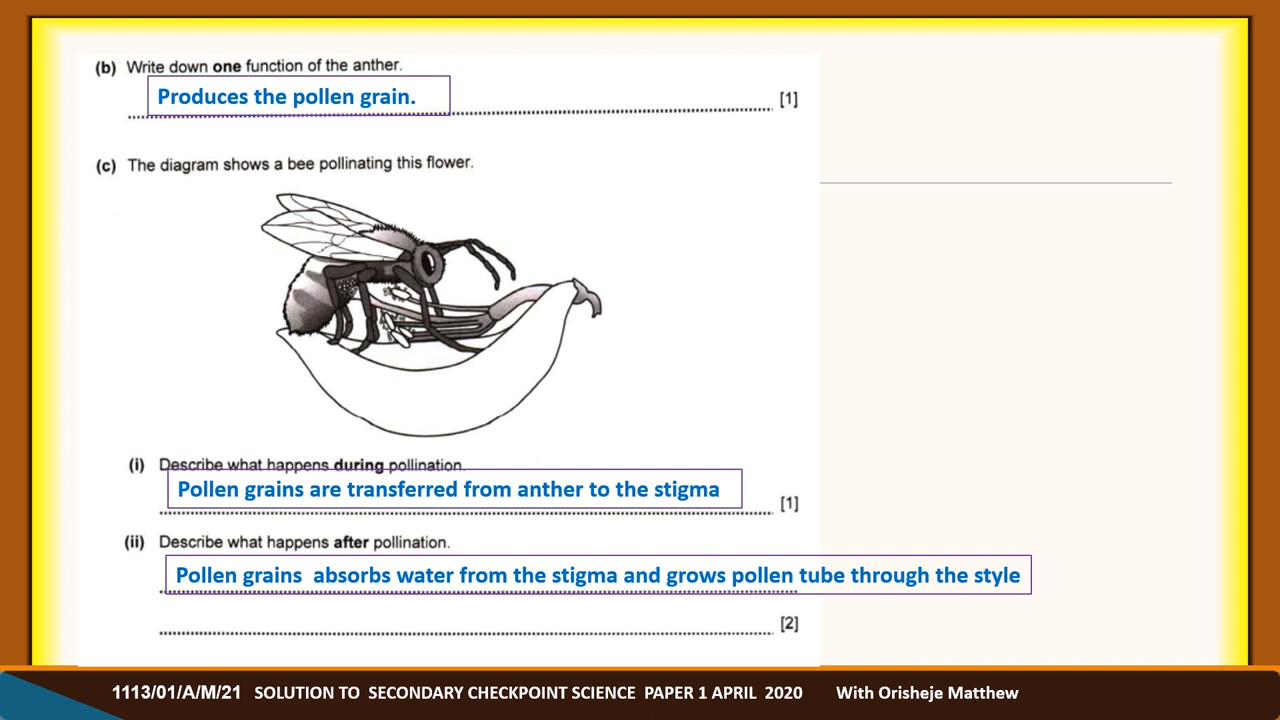 (b) Write down one function of the anther.
Produces the pollen grain.
[1]
(c) The diagram shows a bee pollinating this flower.
(i) Describe what happens during pollination.
Pollen grains are transferred from anther to the stigma
[1]
(ii) Describe what happens after pollination.
Pollen grains absorbs water from the stigma and grows pollen tube through the style
[2]
1113/01/A/M/21 SOLUTION TO SECONDARY CHECKPOINT SCIENCE PAPER 1 APRIL 2020 With Orisheje Matthew